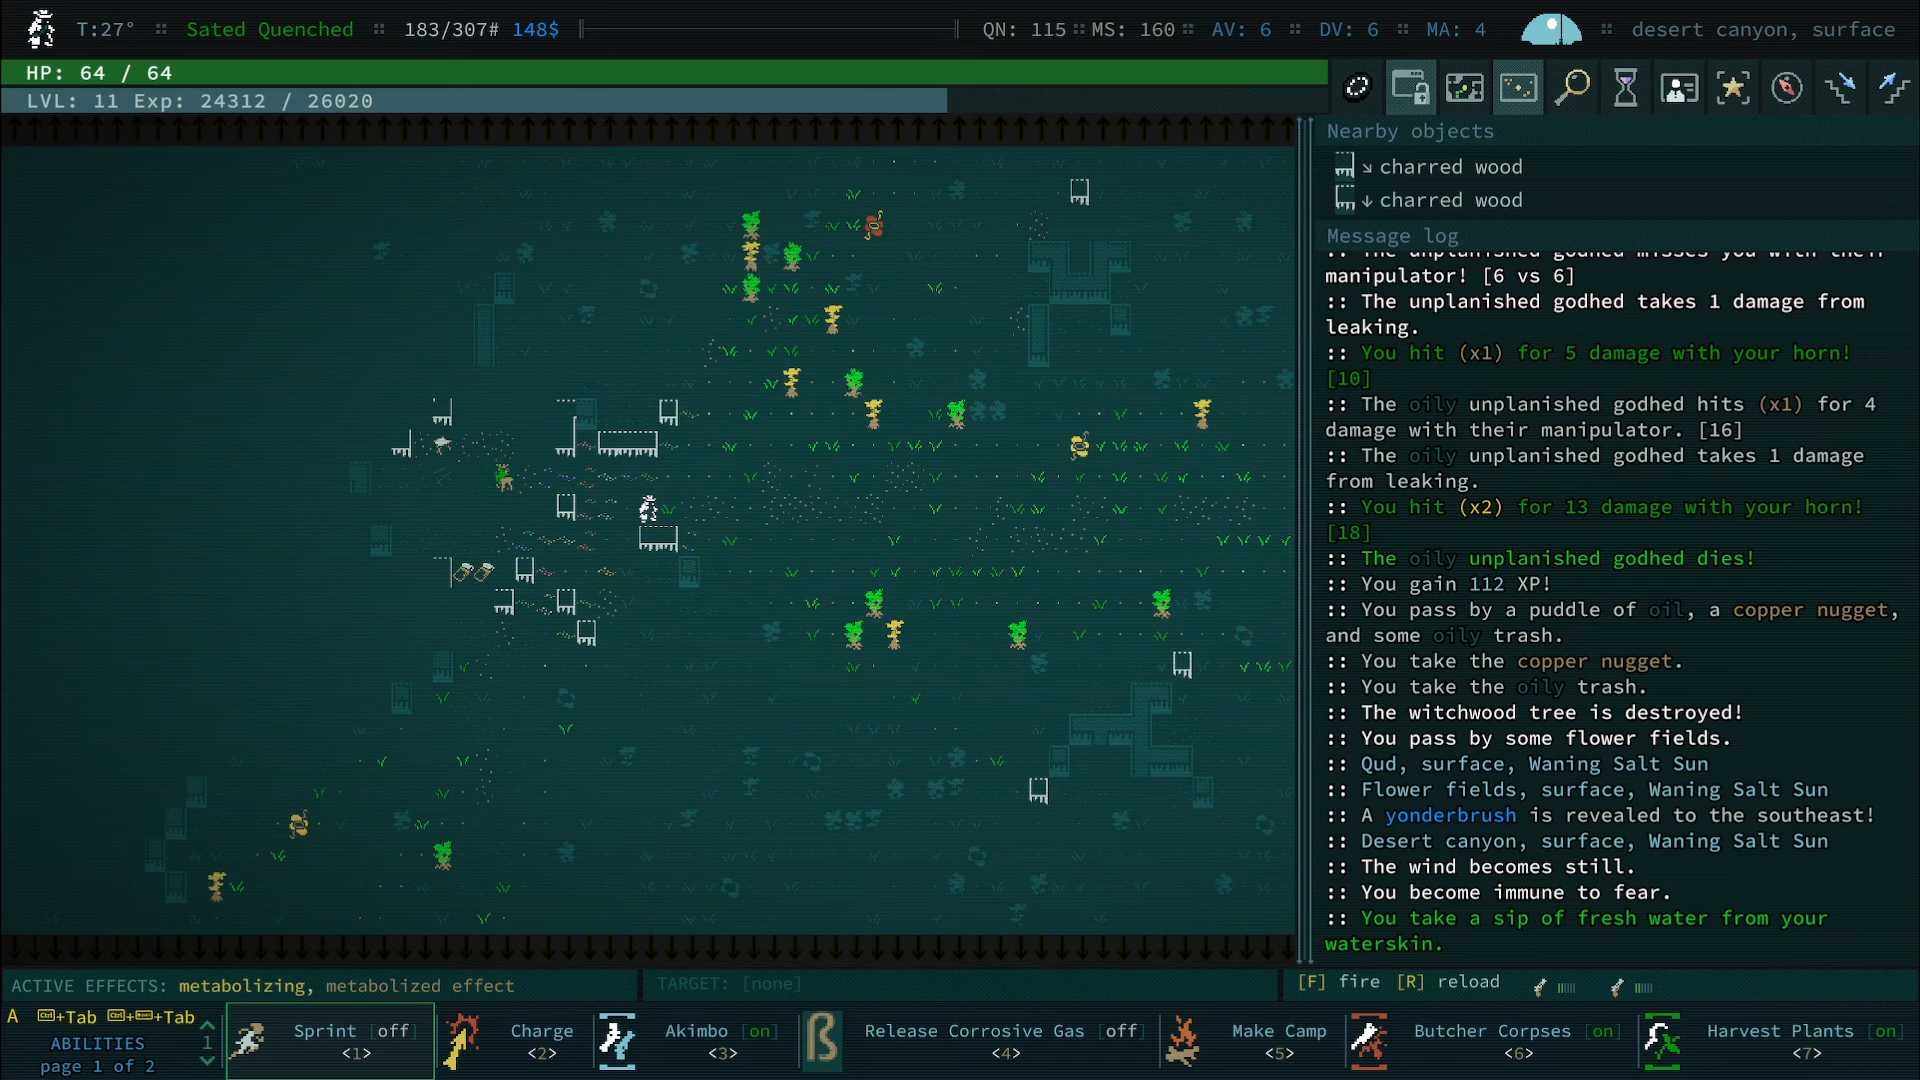 T:27° :: Sated Quenched :: 183/307# 148$ QN: 115 :: MS: 160 :: AV: 6 :: DV: 6 :: MA: 4 :: desert canyon, surface
HP: 64 / 64
LVL: 11 Exp: 24312 / 26020
Nearby objects
charred wood
charred wood
Message log
:: The unplanished godhed misses you with their
manipulator! [6 vs 6]
:: The unplanished godhed takes 1 damage from
leaking.
:: You hit (x1) for 5 damage with your horn!
[10]
:: The oily unplanished godhed hits (x1) for 4
damage with their manipulator. [16]
:: The oily unplanished godhed takes 1 damage
from leaking.
:: You hit (x2) for 13 damage with your horn!
[18]
:: The oily unplanished godhed dies!
:: You gain 112 XP!
:: You pass by a puddle of oil, a copper nugget,
and some oily trash.
:: You take the copper nugget.
:: You take the oily trash.
:: The witchwood tree is destroyed!
:: You pass by some flower fields.
:: Qud, surface, Waning Salt Sun
:: Flower fields, surface, Waning Salt Sun
:: A yonderbrush is revealed to the southeast!
:: Desert canyon, surface, Waning Salt Sun
:: The wind becomes still.
:: You become immune to fear.
:: You take a sip of fresh water from your
waterskin.
ACTIVE EFFECTS: metabolizing, metabolized effect
TARGET: [none]
[F] fire [R] reload
A Ctrl+Tab Ctrl+ +Tab
ABILITIES 1
page 1 of 2
Sprint [off]
<1>
Charge
<2>
Akimbo [on]
<3>
Release Corrosive Gas [off]
<4>
Make Camp
<5>
Butcher Corpses [on]
<6>
Harvest Plants [on]
<7>